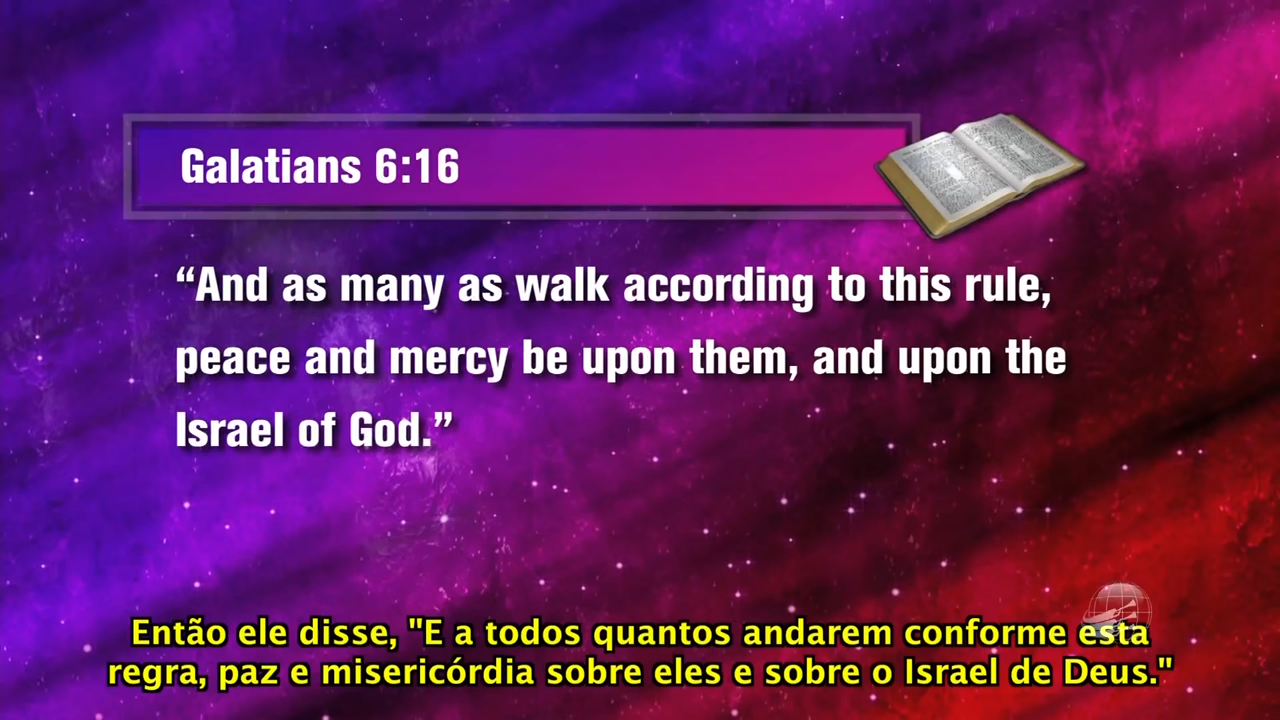 Galatians 6:16
“And as many as walk according to this rule,
peace and mercy be upon them, and upon the
Israel of God.”
Então ele disse, "E a todos quantos andarem conforme esta
regra, paz e misericórdia sobre eles e sobre o Israel de Deus."